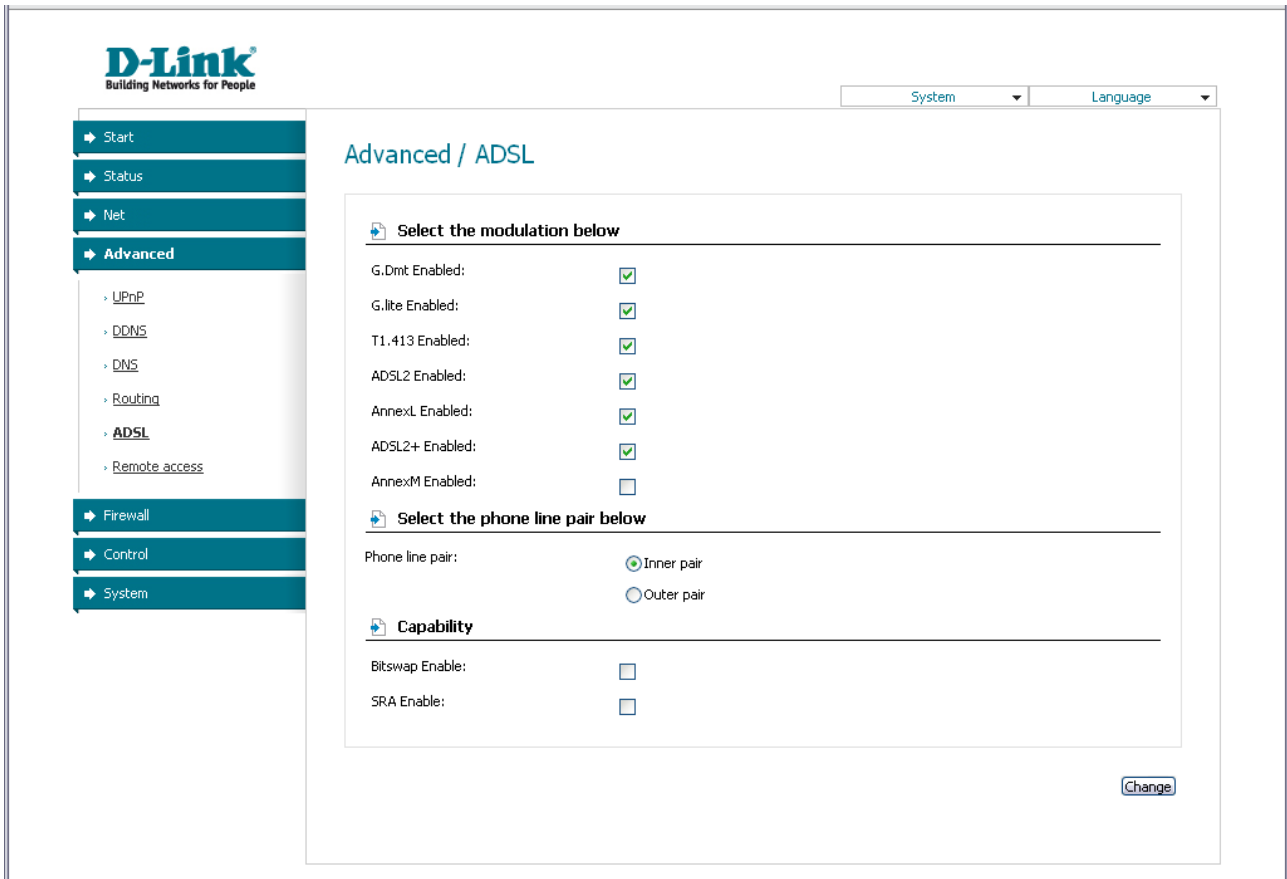 D-Link®
Building Networks for People
System
Language
Start
Status
Net
Advanced
UPnP
DDNS
DNS
Routing
ADSL
Remote access
Firewall
Control
System
Advanced / ADSL
Select the modulation below
G.Dmt Enabled:
G.lite Enabled:
T1.413 Enabled:
ADSL2 Enabled:
AnnexL Enabled:
ADSL2+ Enabled:
AnnexM Enabled:
Select the phone line pair below
Phone line pair:
Inner pair
Outer pair
Capability
Bitswap Enable:
SRA Enable:
Change